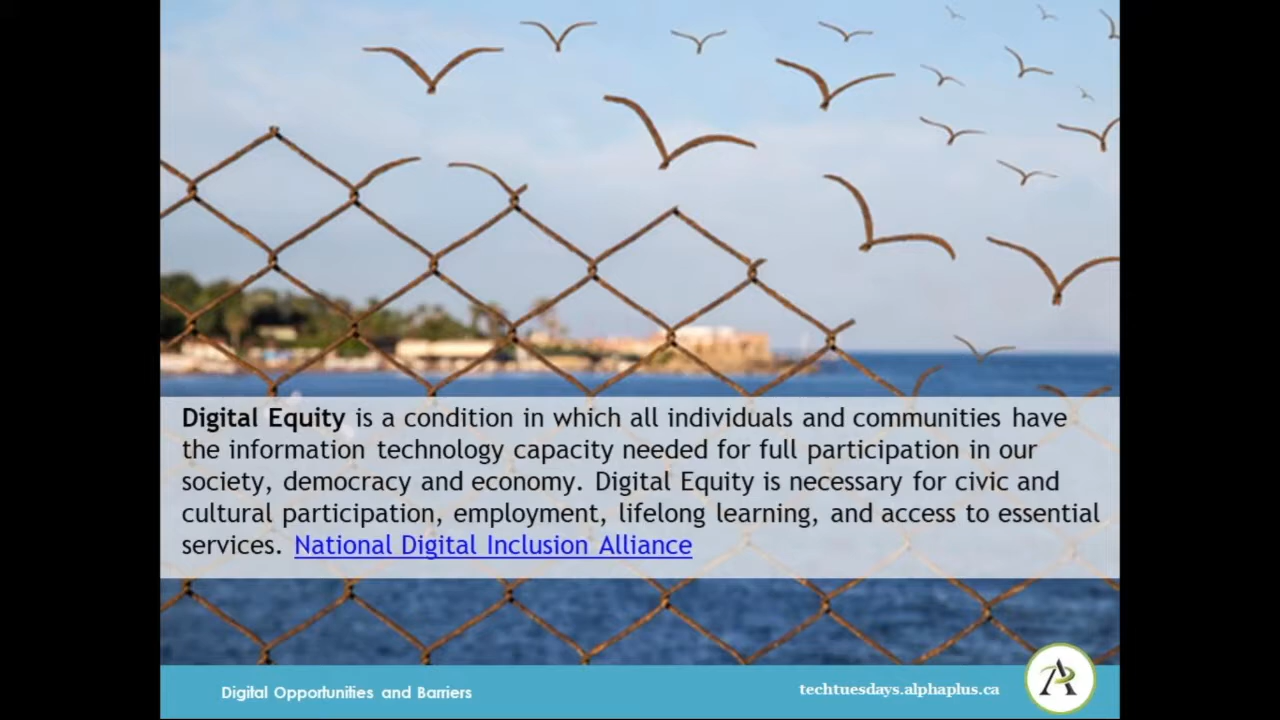 Digital Equity is a condition in which all individuals and communities have
the information technology capacity needed for full participation in our
society, democracy and economy. Digital Equity is necessary for civic and
cultural participation, employment, lifelong learning, and access to essential
services. National Digital Inclusion Alliance
Digital Opportunities and Barriers
techtuesdays.alphaplus.ca